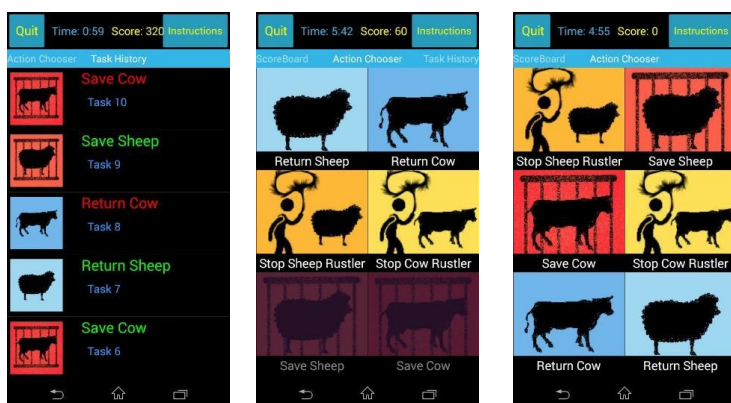 Quit Time: 0:59 Score: 320 Instructions
Action Chooser Task History
Save Cow
Task 10
Save Sheep
Task 9
Return Cow
Task 8
Return Sheep
Task 7
Save Cow
Task 6
Quit Time: 5:42 Score: 60 Instructions
ScoreBoard Action Chooser Task History
Return Sheep Return Cow
Stop Sheep Rustler Stop Cow Rustler
Save Sheep Save Cow
Quit Time: 4:55 Score: 0 Instructions
ScoreBoard Action Chooser Task History
Stop Sheep Rustler Save Sheep
Save Cow Stop Cow Rustler
Return Cow Return Sheep